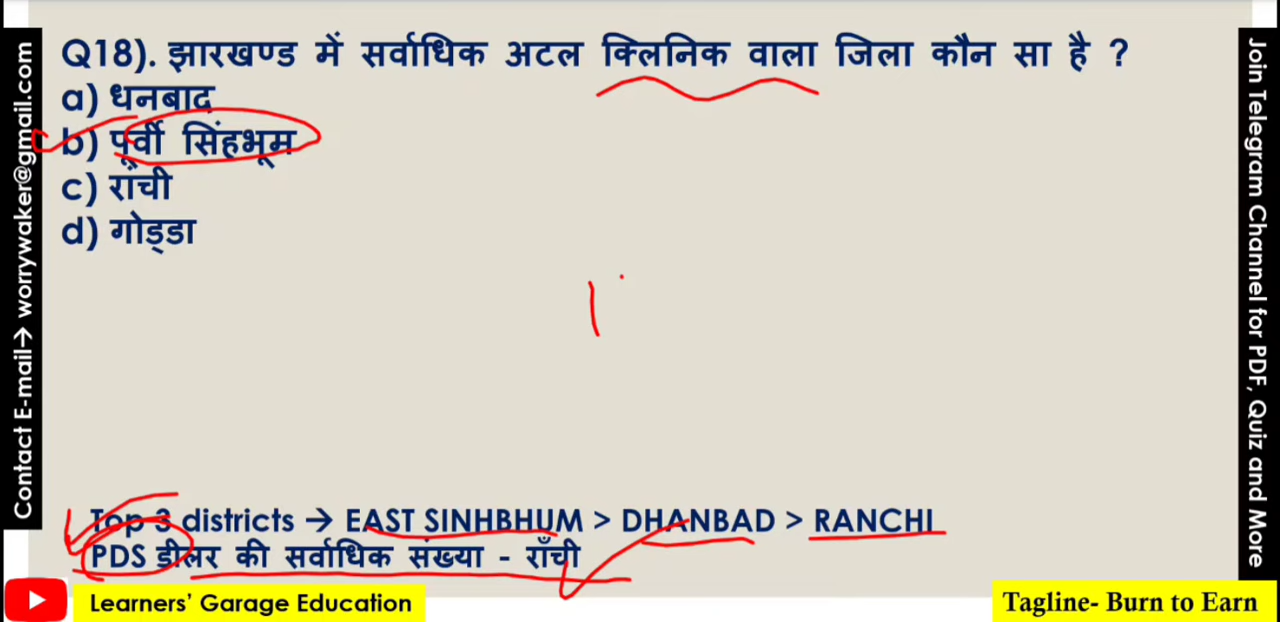 Q18). झारखण्ड में सर्वाधिक अटल क्लिनिक वाला जिला कौन सा है ?
a) धनबाद
b) पूर्वी सिंहभूम
c) राँची
d) गोड्डा
Top 3 districts → EAST SINHBHUM > DHANBAD > RANCHI
PDS डीलर की सर्वाधिक संख्या - राँची
Learners' Garage Education
Tagline- Burn to Earn
Contact E-mail→ worrywaker@gmail.com
Join Telegram Channel for PDF, Quiz and More